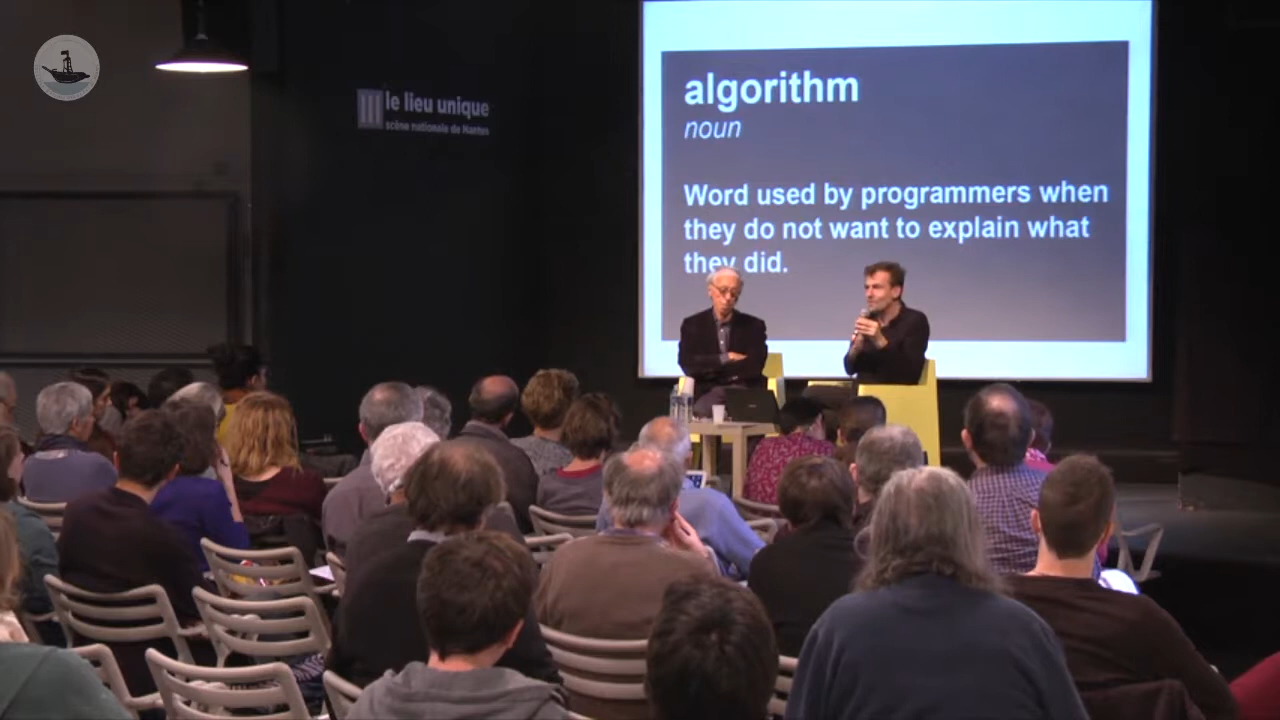 le lieu unique
scène nationale de Nantes
algorithm
noun
Word used by programmers when
they do not want to explain what
they did.